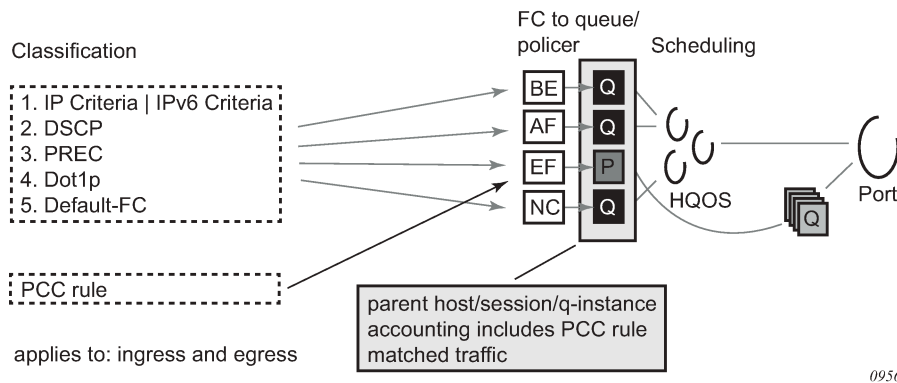 Classification
FC to queue/
policer
Scheduling
1. IP Criteria | IPv6 Criteria
2. DSCP
3. PREC
4. Dot1p
5. Default-FC
BE
Q
AF
Q
EF
P
NC
Q
HQOS
Q
Port
PCC rule
parent host/session/q-instance
accounting includes PCC rule
matched traffic
applies to: ingress and egress
0956